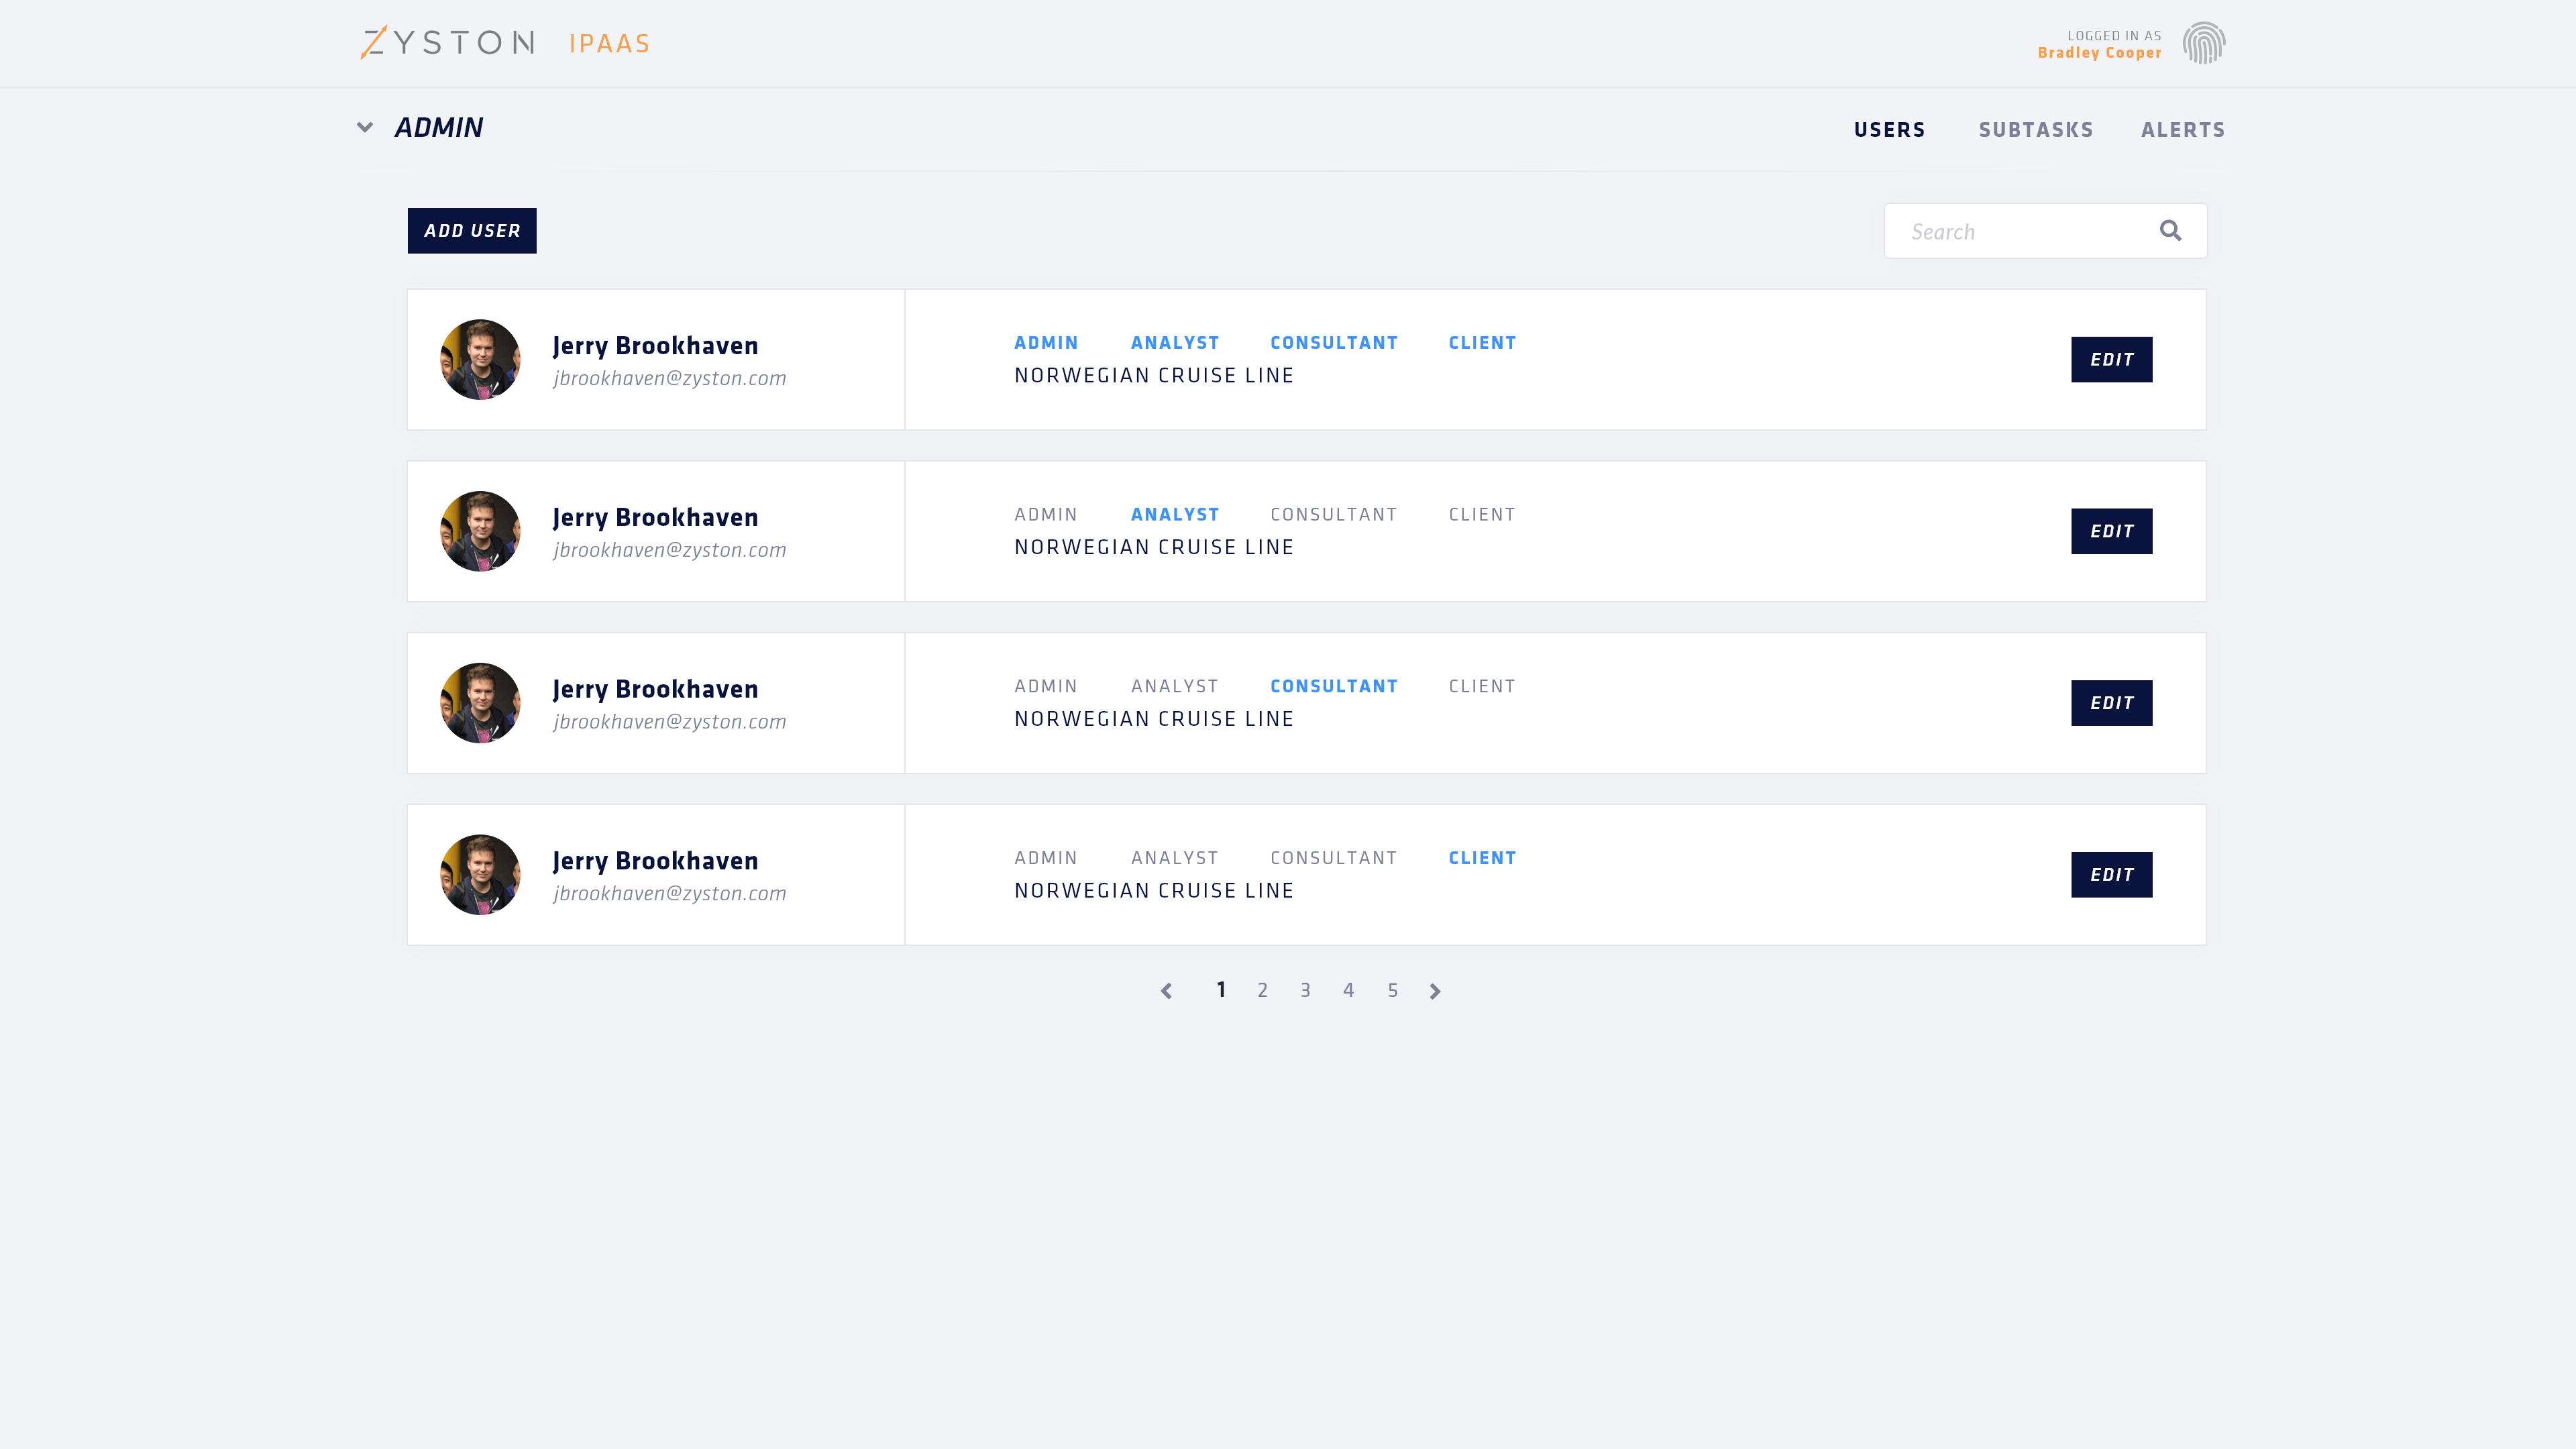 ZYSTON IPAAS
LOGGED IN AS
Bradley Cooper
ADMIN
USERS SUBTASKS ALERTS
ADD USER
Search
Jerry Brookhaven
jbrookhaven@zyston.com
ADMIN ANALYST CONSULTANT CLIENT
NORWEGIAN CRUISE LINE
EDIT
Jerry Brookhaven
jbrookhaven@zyston.com
ADMIN ANALYST CONSULTANT CLIENT
NORWEGIAN CRUISE LINE
EDIT
Jerry Brookhaven
jbrookhaven@zyston.com
ADMIN ANALYST CONSULTANT CLIENT
NORWEGIAN CRUISE LINE
EDIT
Jerry Brookhaven
jbrookhaven@zyston.com
ADMIN ANALYST CONSULTANT CLIENT
NORWEGIAN CRUISE LINE
EDIT
1 2 3 4 5